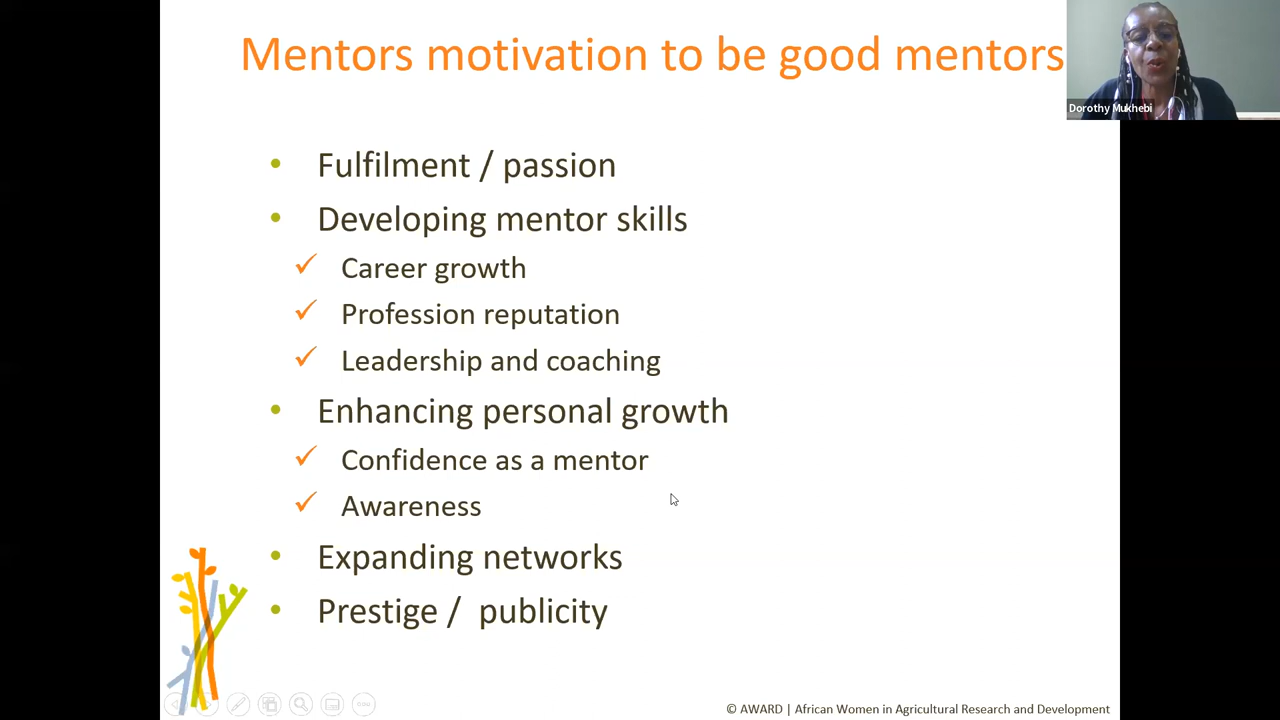 Mentors motivation to be good mentors
Dorothy Mukhebi
• Fulfilment / passion
• Developing mentor skills
✓ Career growth
✓ Profession reputation
✓ Leadership and coaching
• Enhancing personal growth
✓ Confidence as a mentor
✓ Awareness
• Expanding networks
• Prestige / publicity
© AWARD | African Women in Agricultural Research and Development